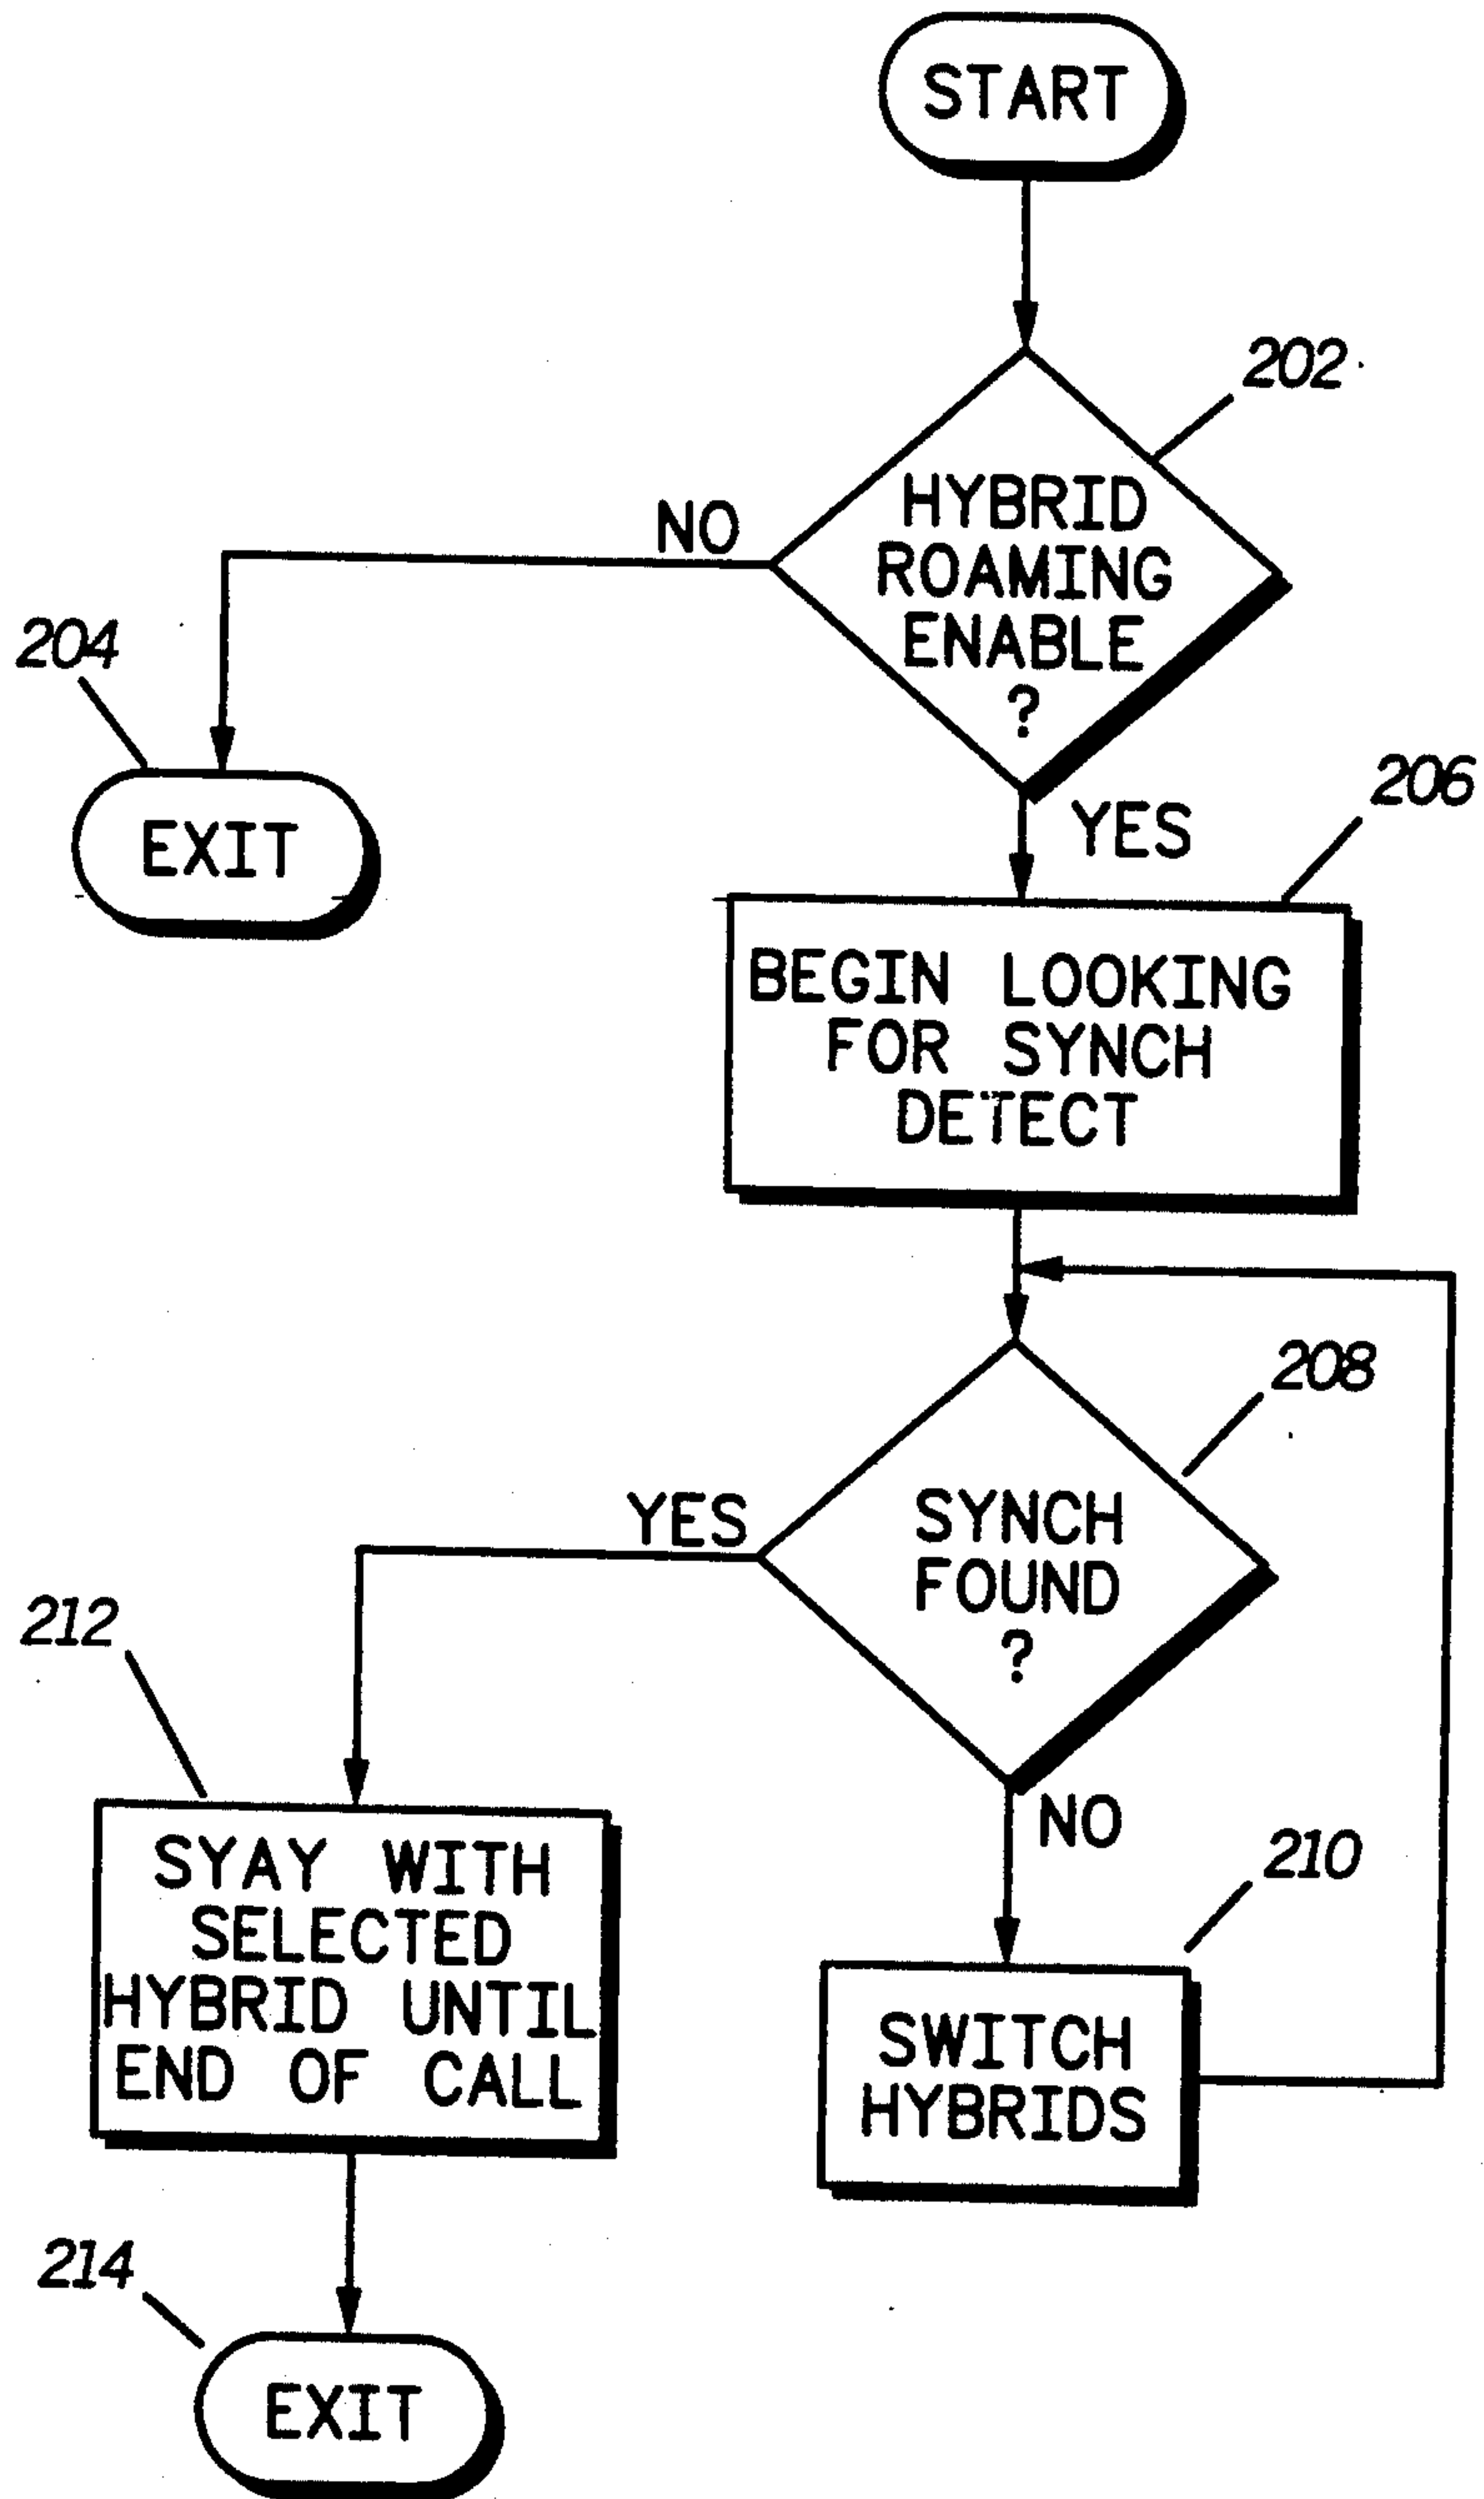 START
202
HYBRID
ROAMING
ENABLE
?
NO
204
EXIT
YES
206
BEGIN LOOKING
FOR SYNCH
DETECT
208
SYNCH
FOUND
?
YES
212
NO
210
SYAY WITH
SELECTED
HYBRID UNTIL
END OF CALL
SWITCH
HYBRIDS
214
EXIT